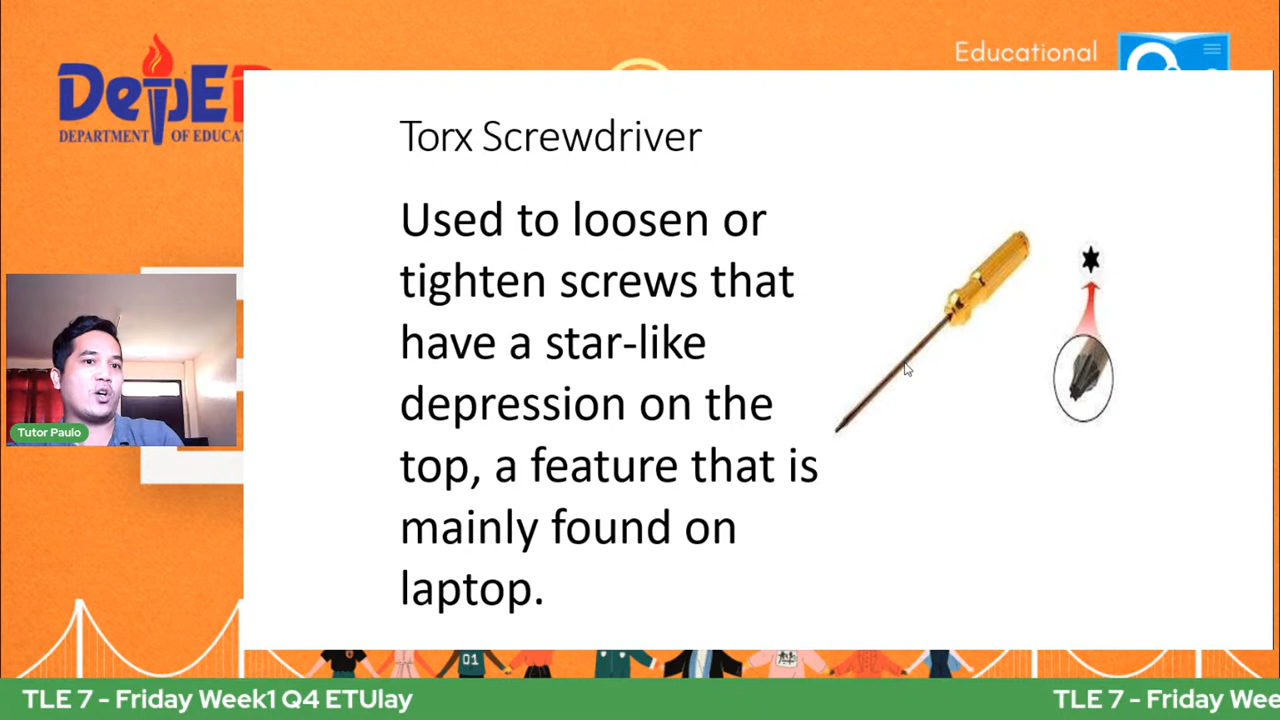 Educational
DepE
DEPARTMENT OF EDUCAT
Torx Screwdriver
Used to loosen or
tighten screws that
have a star-like
depression on the
top, a feature that is
mainly found on
laptop.
Tutor Paulo
01
TLE 7 - Friday Week1 Q4 ETUlay
TLE 7 - Friday Wee